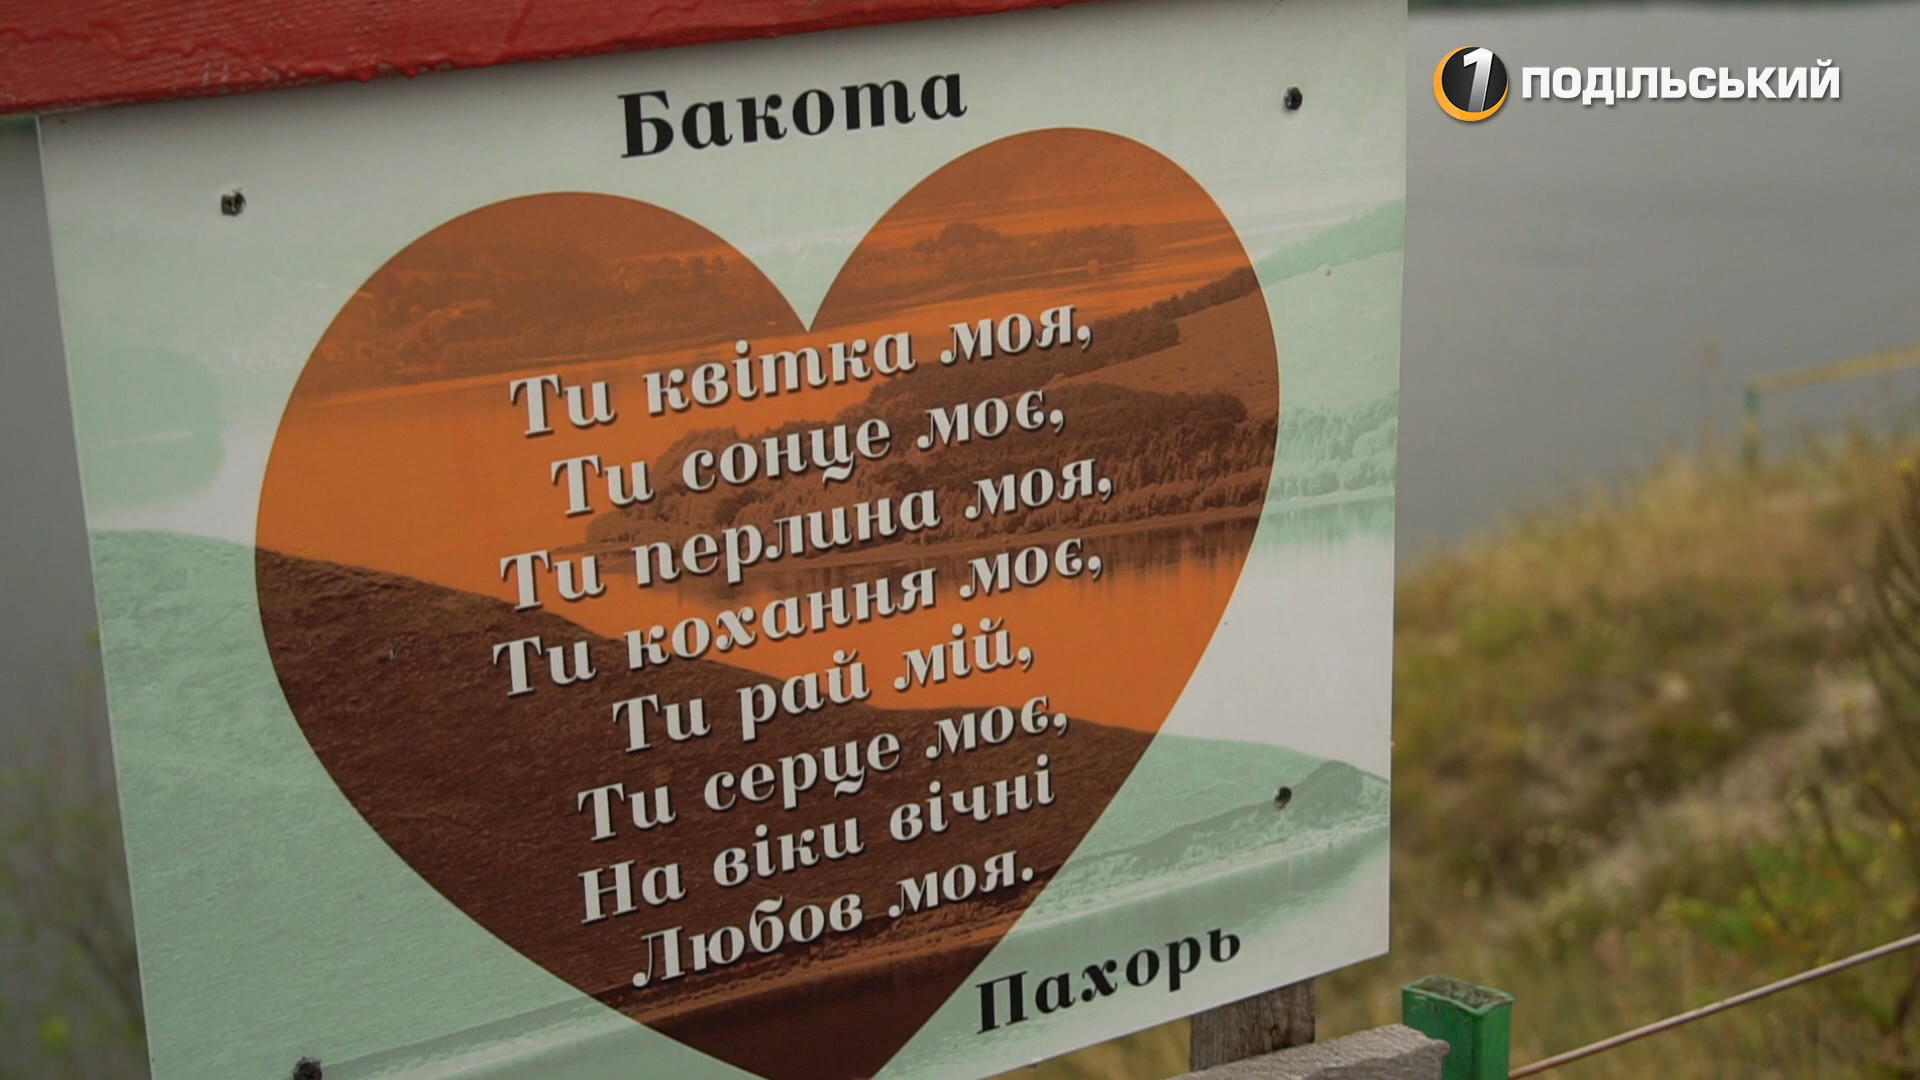 Бакота
1 ПОДІЛЬСЬКИЙ
Ти квітка моя,
Ти сонце моє,
Ти перлина моя,
Ти кохання моє,
Ти рай мій,
Ти серце моє,
На віки вічні
Любов моя.
Пахорь